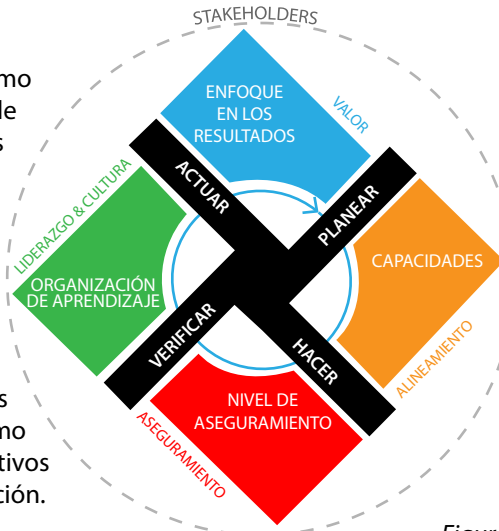 STAKEHOLDERS
ENFOQUE
EN LOS
RESULTADOS
VALOR
ACTUAR
PLANEAR
LIDERAZGO & CULTURA
ORGANIZACIÓN
DE APRENDIZAJE
CAPACIDADES
VERIFICAR
HACER
ALINEAMIENTO
NIVEL DE
ASEGURAMIENTO
ASEGURAMIENTO